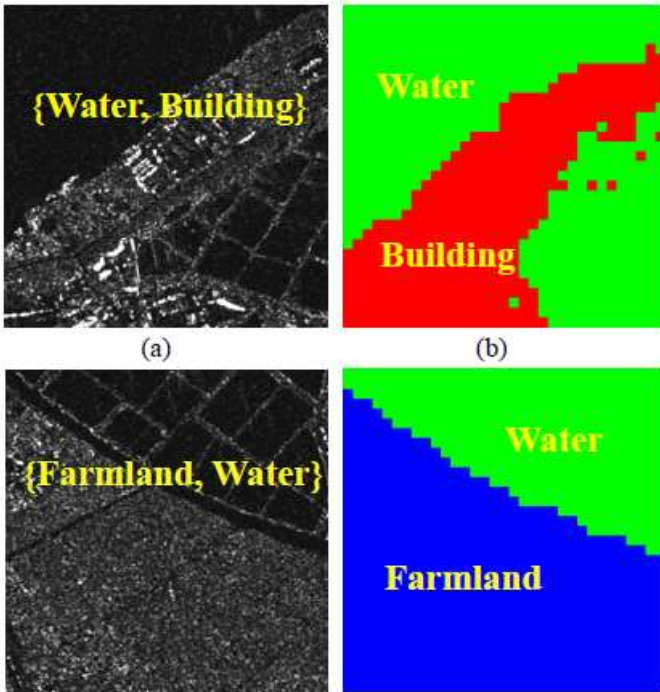 {Water, Building}
Water
Building
(a)
(b)
{Farmland, Water}
Water
Farmland